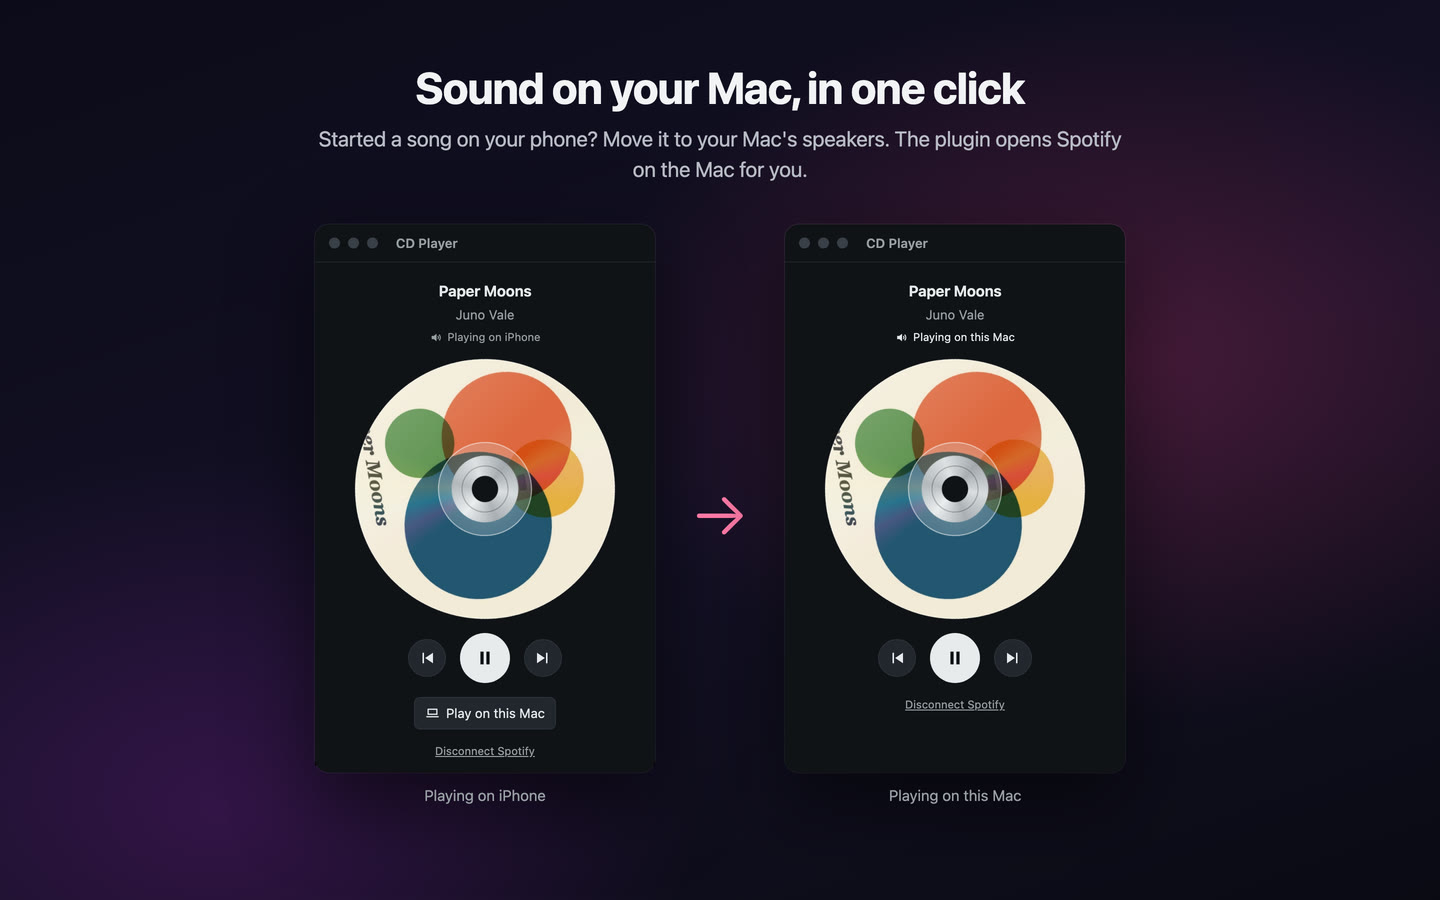 Sound on your Mac, in one click
Started a song on your phone? Move it to your Mac's speakers. The plugin opens Spotify
on the Mac for you.
CD Player
Paper Moons
Juno Vale
Playing on iPhone
er Moons
Play on this Mac
Disconnect Spotify
Playing on iPhone
CD Player
Paper Moons
Juno Vale
Playing on this Mac
er Moons
Disconnect Spotify
Playing on this Mac